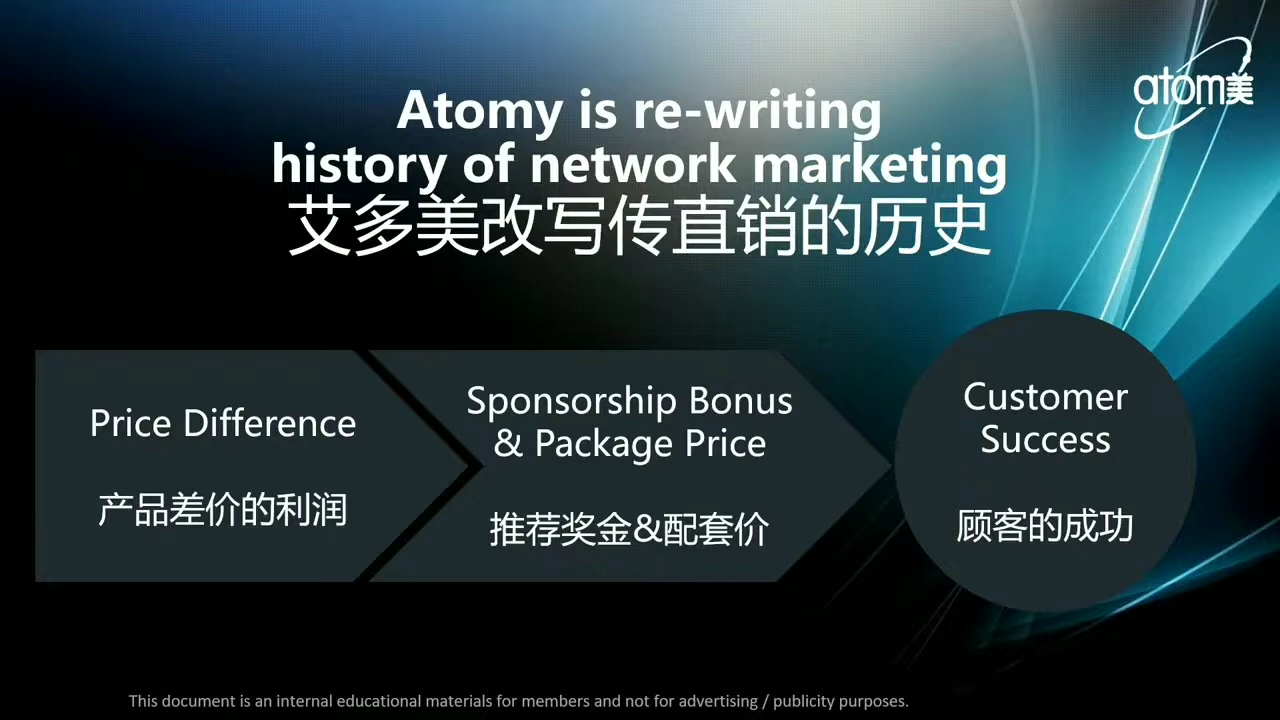 atom美
Atomy is re-writing
history of network marketing
艾多美改写传直销的历史
Price Difference
产品差价的利润
Sponsorship Bonus
& Package Price
推荐奖金&配套价
Customer
Success
顾客的成功
This document is an internal educational materials for members and not for advertising / publicity purposes.